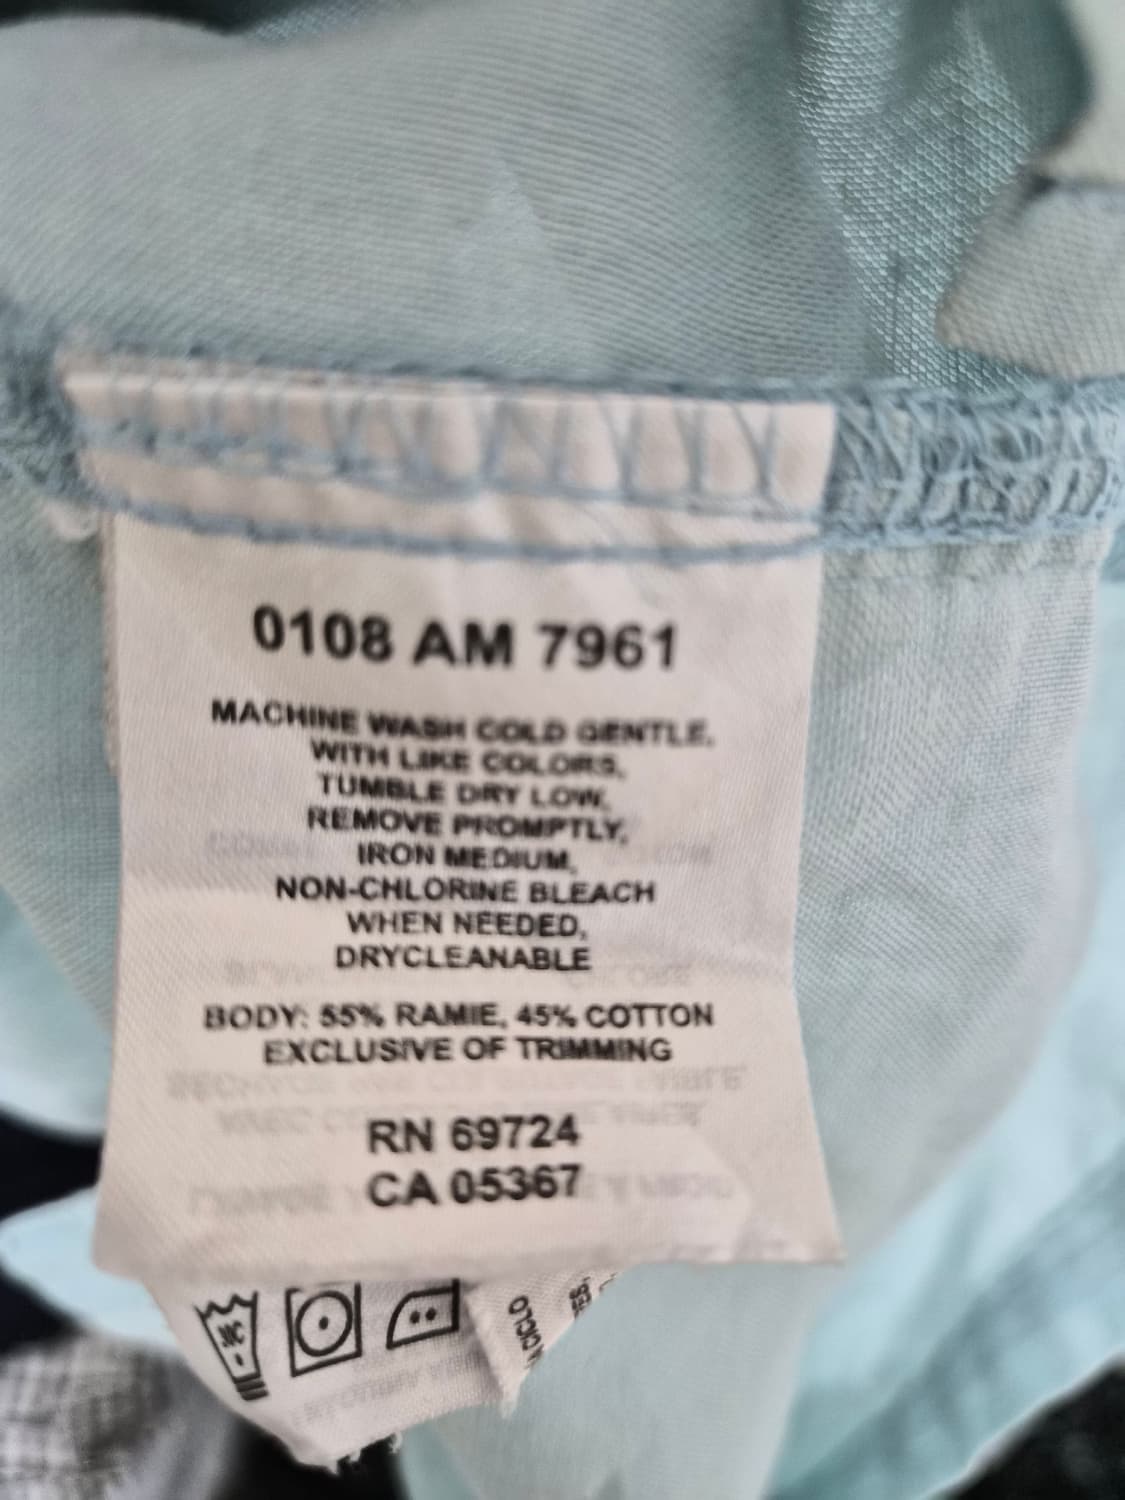 0108 AM 7961
MACHINE WASH COLD GENTLE,
WITH LIKE COLORS,
TUMBLE DRY LOW,
REMOVE PROMPTLY,
IRON MEDIUM,
NON-CHLORINE BLEACH
WHEN NEEDED,
DRYCLEANABLE
BODY: 55% RAMIE, 45% COTTON
EXCLUSIVE OF TRIMMING
RN 69724
CA 05367
CICLO